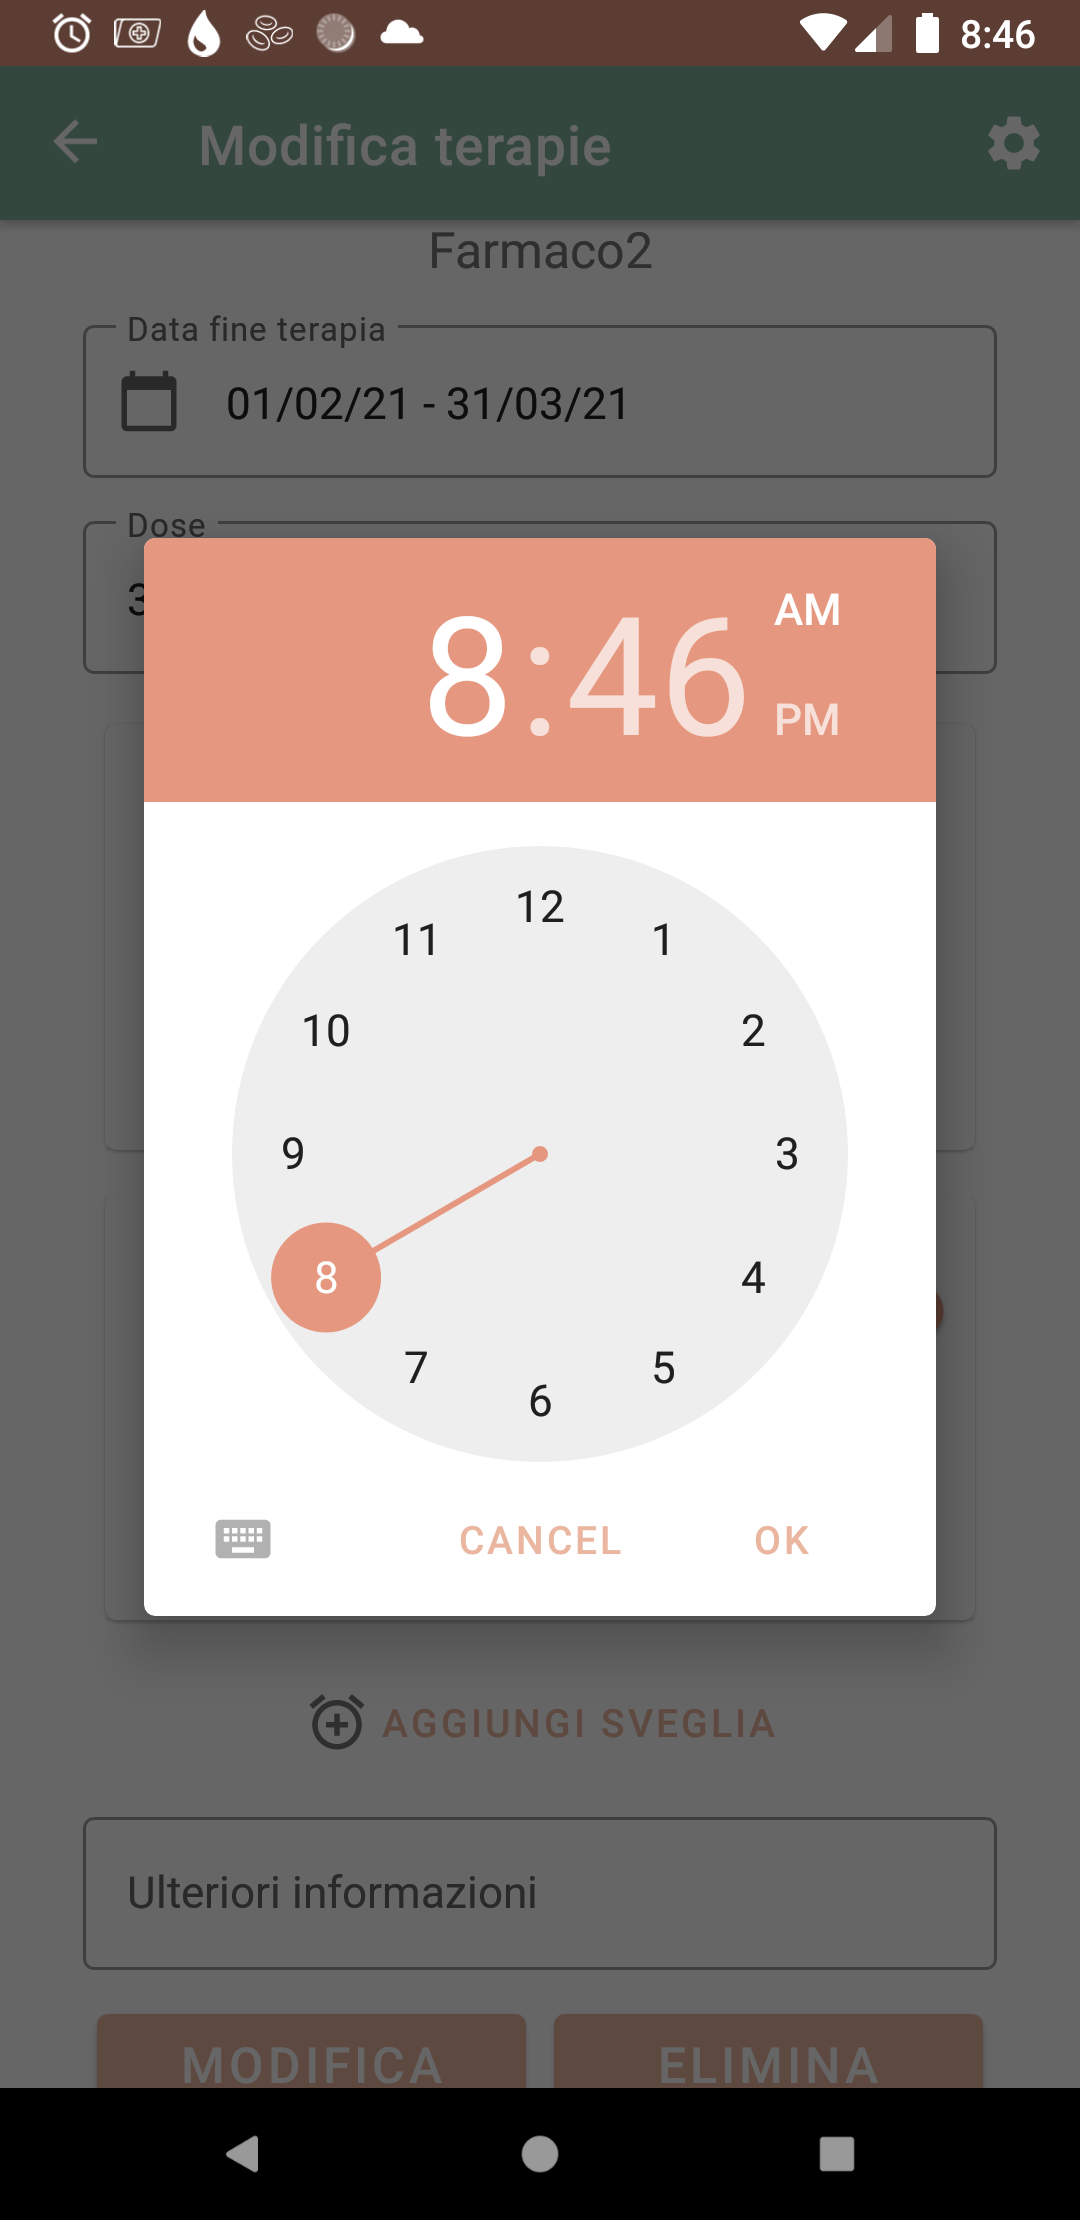 8:46
Modifica terapie
Farmaco2
Data fine terapia
01/02/21 - 31/03/21
Dose
3
8:46
AM
PM
12
11
1
10
2
9
3
8
4
7
5
6
CANCEL
OK
AGGIUNGI SVEGLIA
Ulteriori informazioni
MODIFICA
ELIMINA